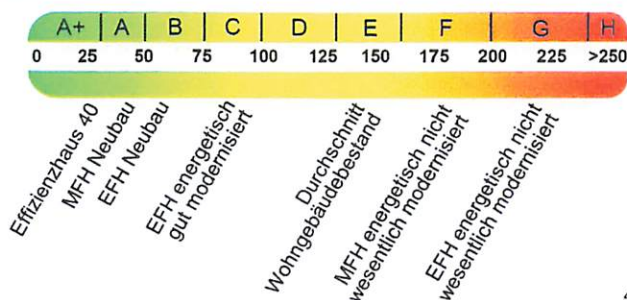 A+ A B C D E F G H
0 25 50 75 100 125 150 175 200 225 >250
Effizienzhaus 40
MFH Neubau
EFH Neubau
EFH energetisch
gut modernisiert
Durchschnitt
Wohngebäudebestand
MFH energetisch nicht
wesentlich modernisiert
EFH energetisch nicht
wesentlich modernisiert